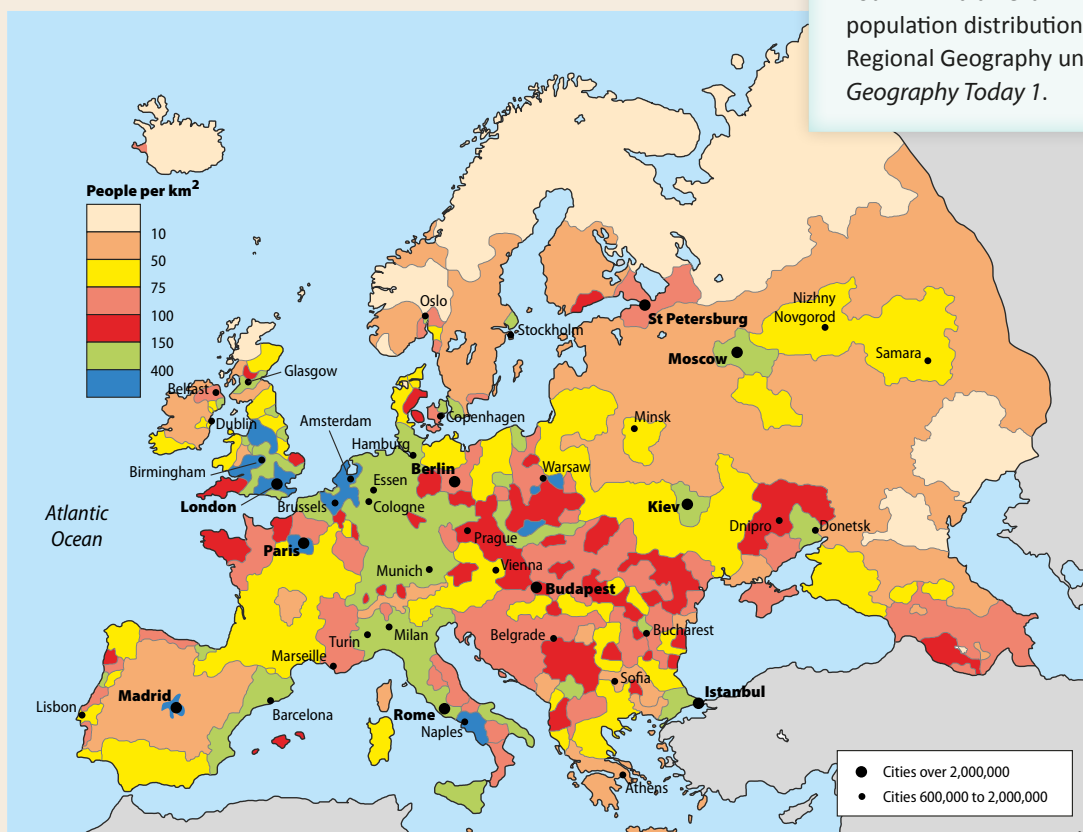 population distribution
Regional Geography un
Geography Today 1.
People per km²
10
50
75
100
150
400
Oslo
Stockholm
St Petersburg
Nizhny
Novgorod
Moscow
Samara
Glasgow
Belfast
Dublin
Amsterdam
Copenhagen
Hamburg
Minsk
Birmingham
Berlin
Warsaw
Essen
London
Brussels
Cologne
Kiev
Atlantic
Ocean
Dnipro
Donetsk
Paris
Prague
Munich
Vienna
Budapest
Turin
Milan
Belgrade
Bucharest
Marseille
Sofia
Madrid
Istanbul
Lisbon
Barcelona
Rome
Naples
Athens
Cities over 2,000,000
Cities 600,000 to 2,000,000